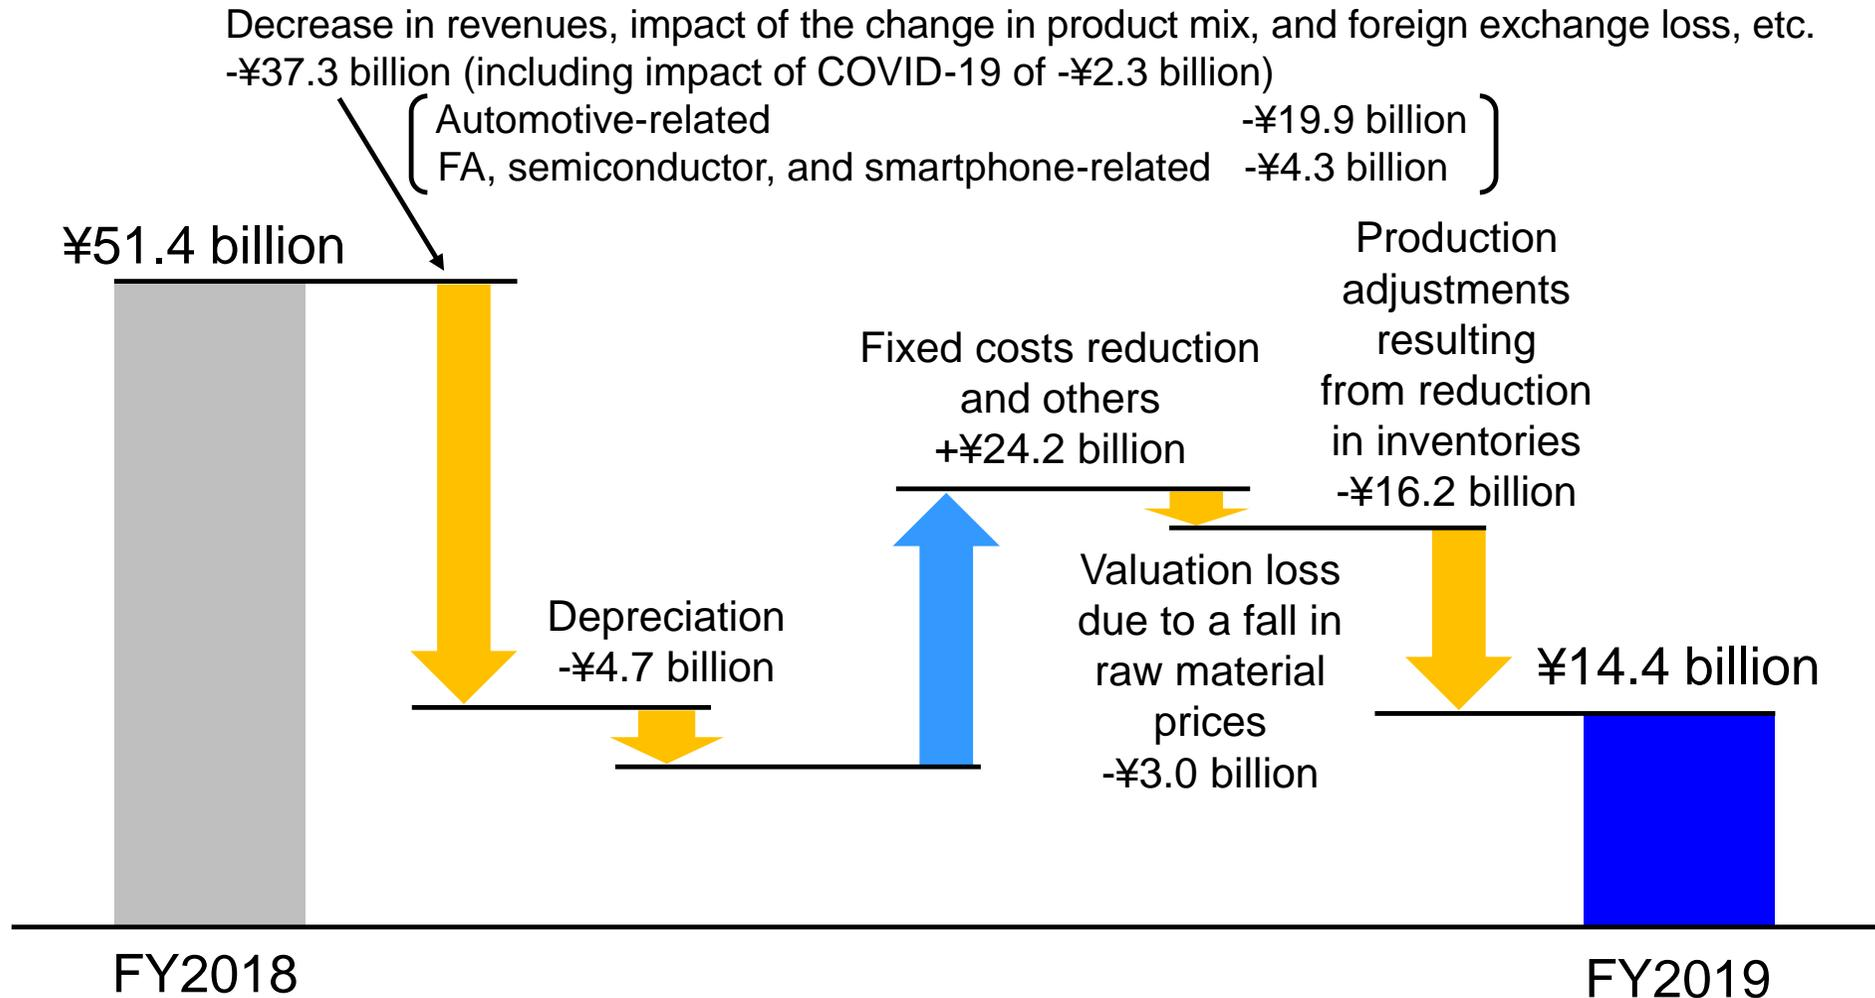 Decrease in revenues, impact of the change in product mix, and foreign exchange loss, etc.
-¥37.3 billion (including impact of COVID-19 of -¥2.3 billion)
Automotive-related -¥19.9 billion
FA, semiconductor, and smartphone-related -¥4.3 billion
¥51.4 billion
Depreciation
-¥4.7 billion
Fixed costs reduction
and others
+¥24.2 billion
Valuation loss
due to a fall in
raw material
prices
-¥3.0 billion
Production
adjustments
resulting
from reduction
in inventories
-¥16.2 billion
¥14.4 billion
FY2018
FY2019